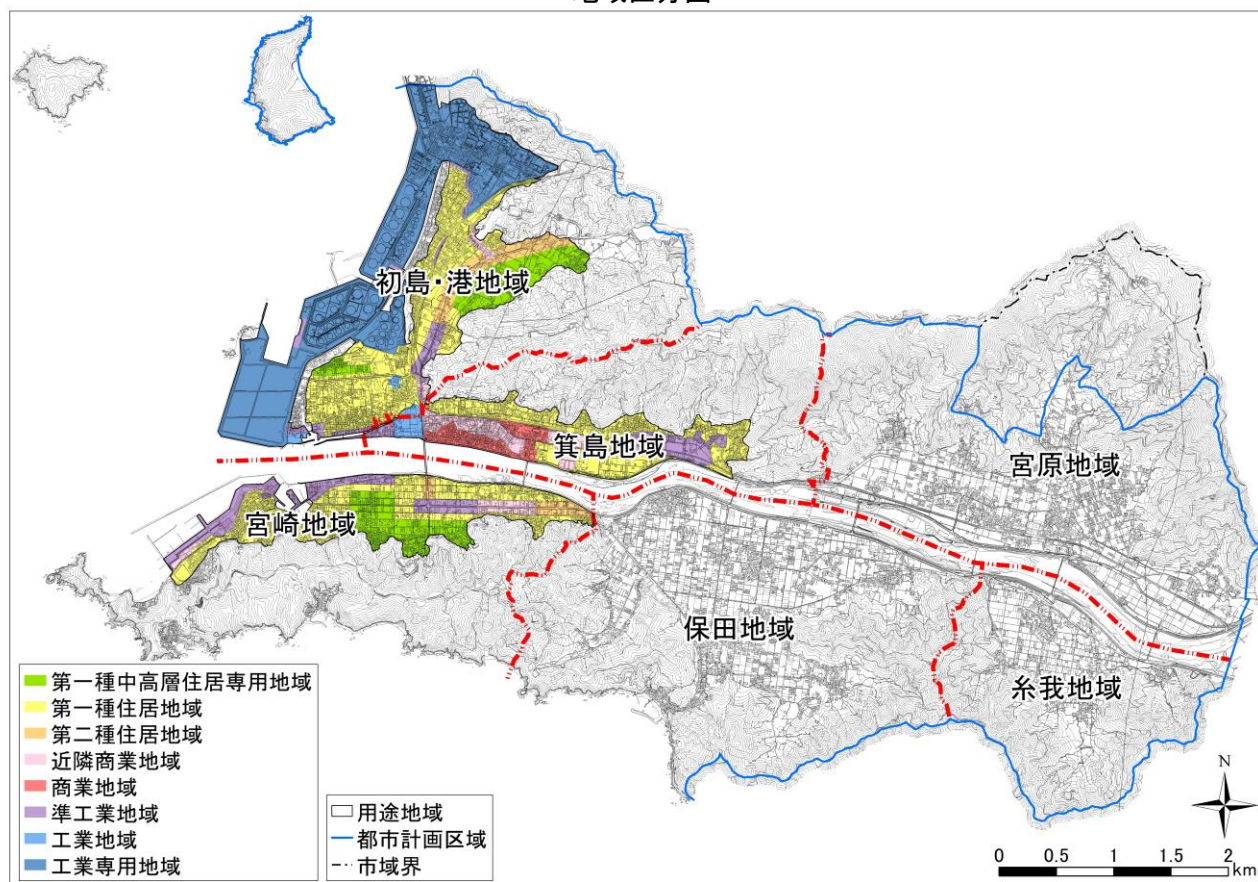 初島・港地域
箕島地域
宮原地域
宮崎地域
保田地域
糸我地域
第一種中高層住居専用地域
第一種住居地域
第二種住居地域
近隣商業地域
商業地域
準工業地域
工業地域
工業専用地域
用途地域
都市計画区域
市域界
N
0 0.5 1 1.5 2
km